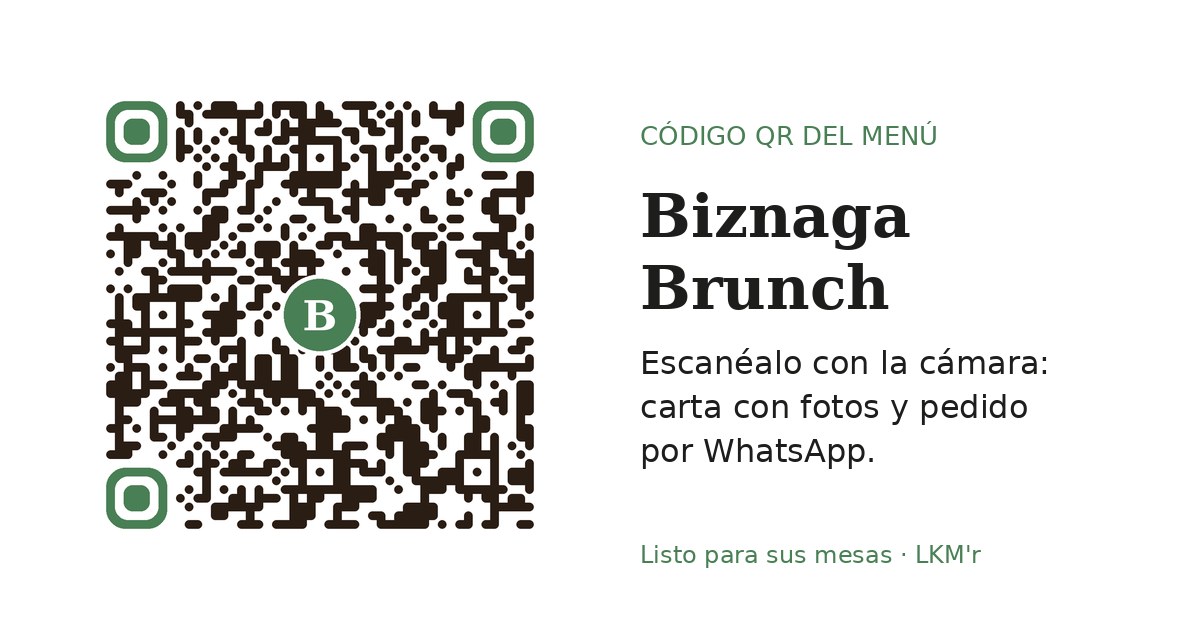 CÓDIGO QR DEL MENÚ
Biznaga
Brunch
B
Escanéalo con la cámara:
carta con fotos y pedido
por WhatsApp.
Listo para sus mesas · LKM'r